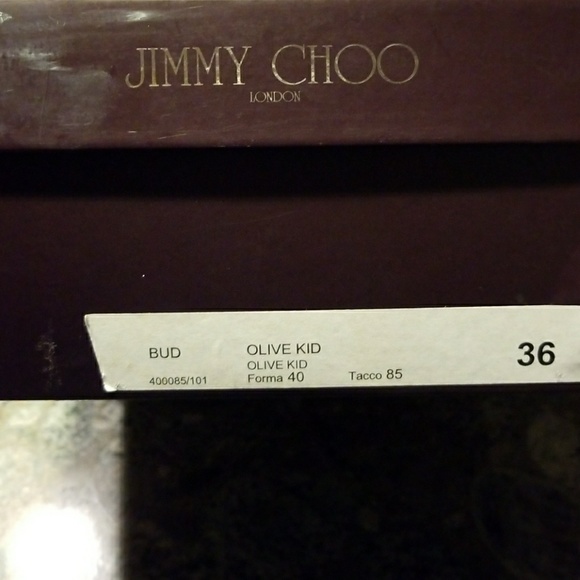 JIMMY CHOO
LONDON
BUD OLIVE KID 36
OLIVE KID
400085/101 Forma 40 Tacco 85